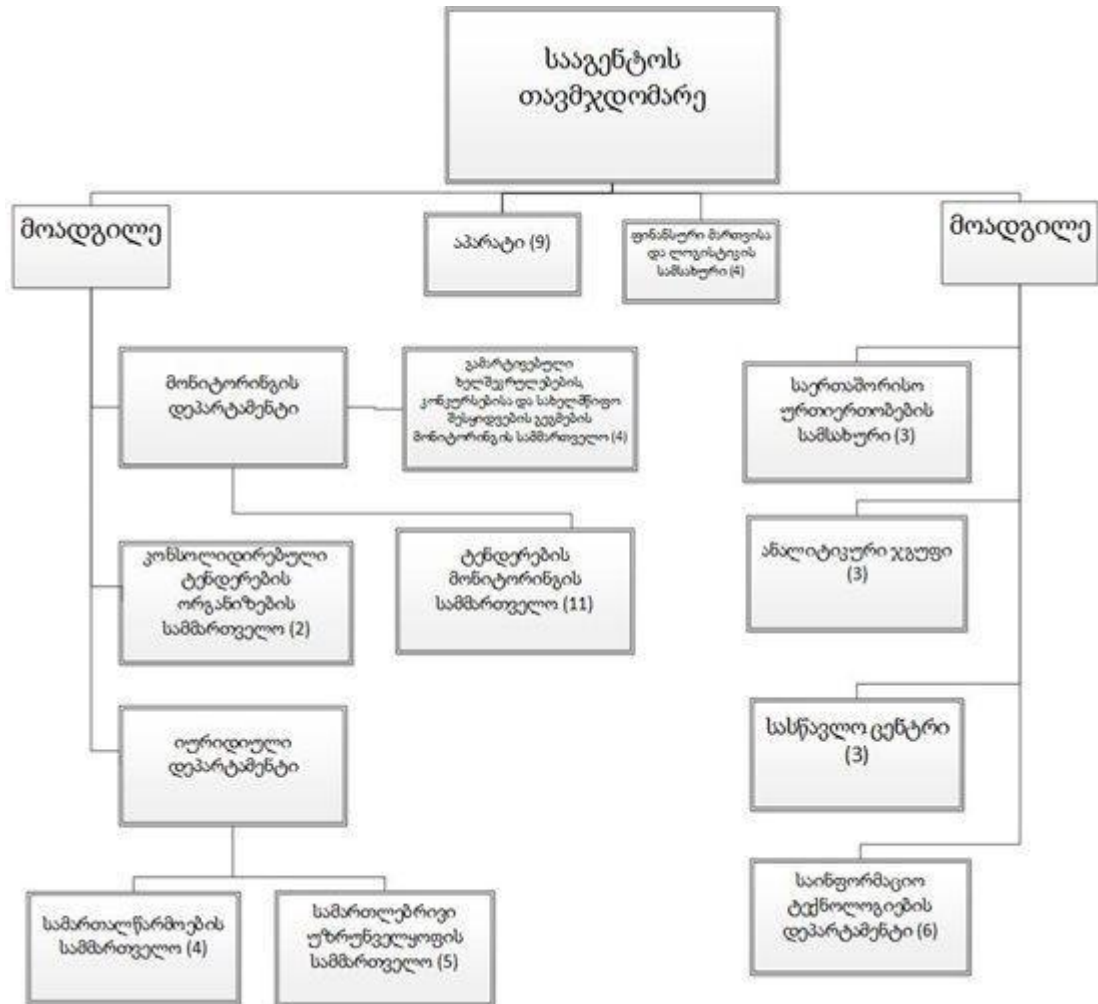 სააგენტოს
თავმჯდომარე
მოადგილე
აპარატი (9)
ფინანსური მართვისა
და ლოგისტიკის
სამსახური (4)
მოადგილე
მონიტორინგის
დეპარტამენტი
გამარტივებული
ხელშეკრულებების,
კონკურსებისა და სახელმწიფო
შესყიდვების გეგმების
მონიტორინგის სამმართველო (4)
საერთაშორისო
ურთიერთობების
სამსახური (3)
კონსოლიდირებული
ტენდერების
ორგანიზების
სამმართველო (2)
ტენდერების
მონიტორინგის
სამმართველო (11)
ანალიტიკური ჯგუფი
(3)
იურიდიული
დეპარტამენტი
სასწავლო ცენტრი
(3)
სამართალწარმოების
სამმართველო (4)
სამართლებრივი
უზრუნველყოფის
სამმართველო (5)
საინფორმაციო
ტექნოლოგიების
დეპარტამენტი (6)